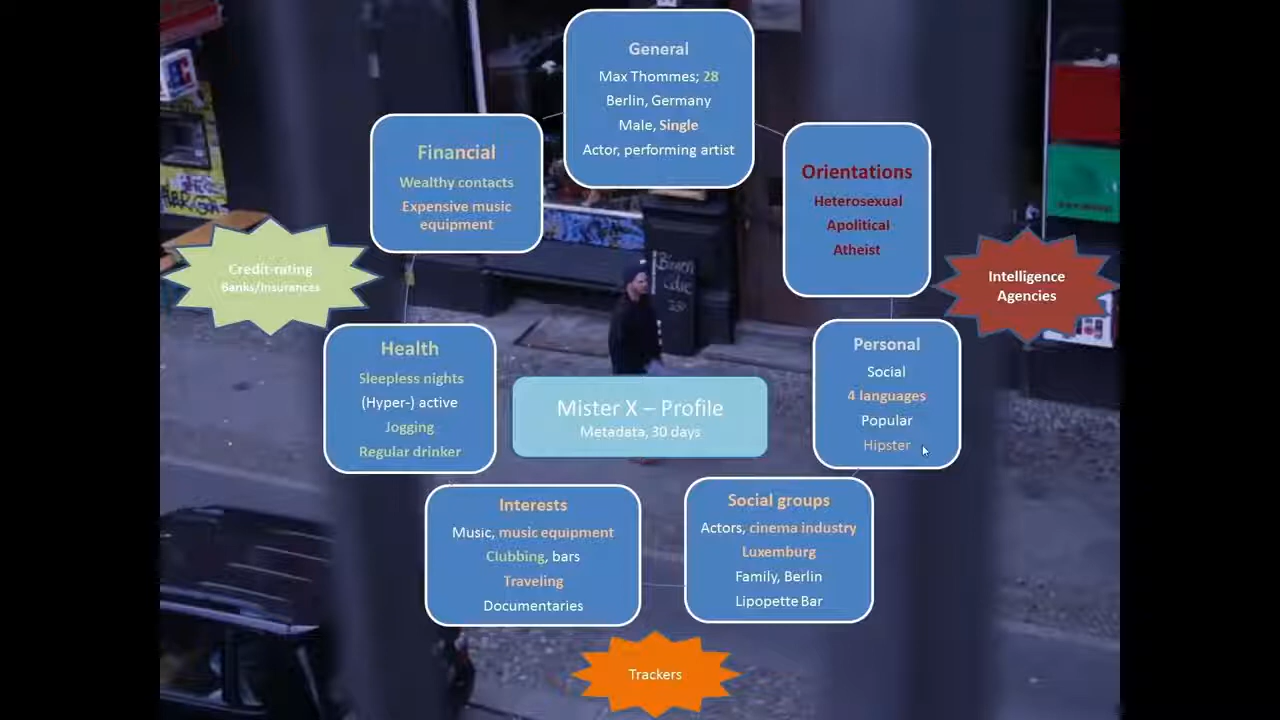 General
Max Thommes; 28
Berlin, Germany
Male, Single
Actor, performing artist
Financial
Wealthy contacts
Expensive music
equipment
Orientations
Heterosexual
Apolitical
Atheist
Credit-rating
Banks/Insurances
Intelligence
Agencies
Health
Sleepless nights
(Hyper-) active
Jogging
Regular drinker
Mister X – Profile
Metadata, 30 days
Personal
Social
4 languages
Popular
Hipster
Interests
Music, music equipment
Clubbing, bars
Traveling
Documentaries
Social groups
Actors, cinema industry
Luxemburg
Family, Berlin
Lipopette Bar
Trackers